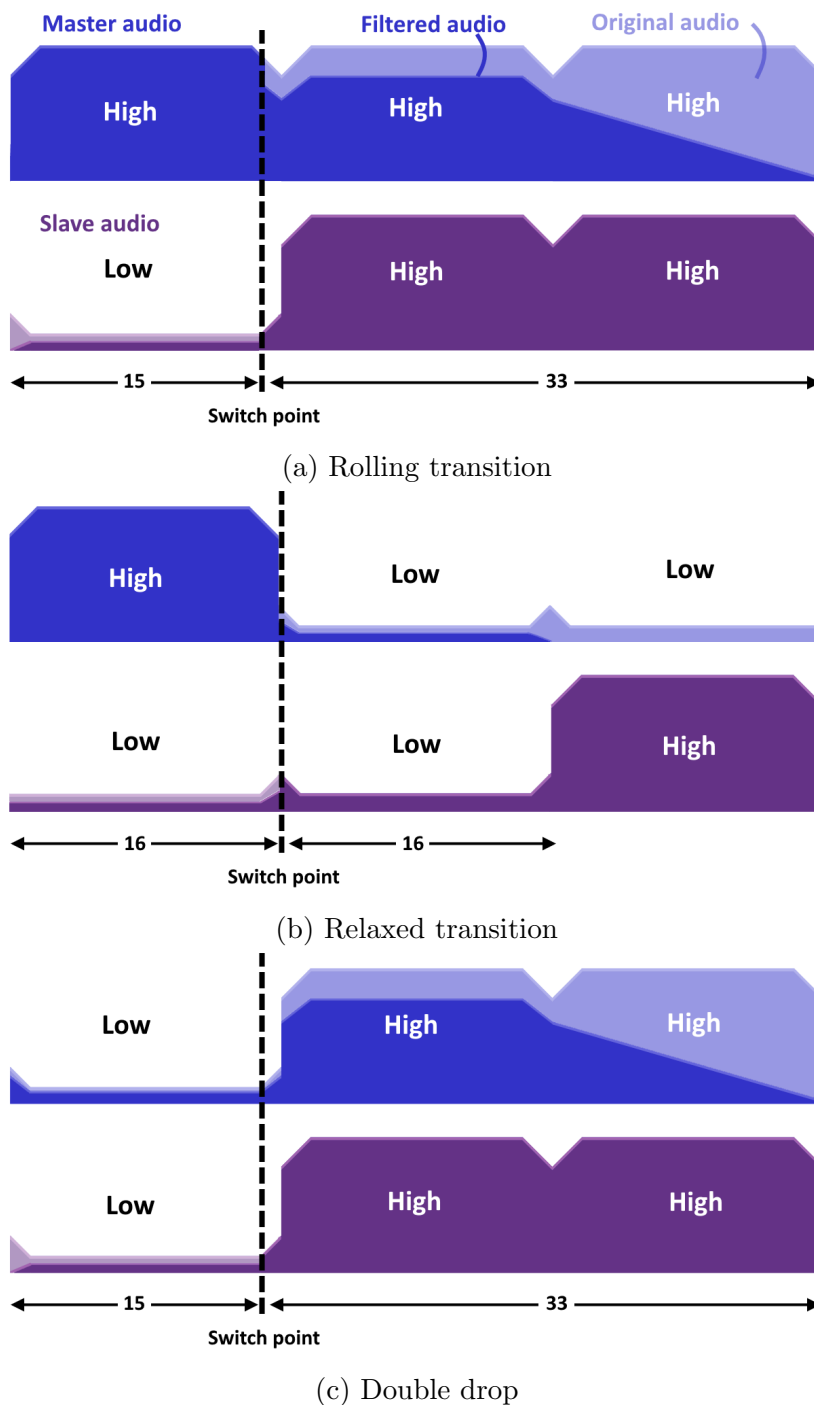 Master audio Filtered audio Original audio
High High High
Slave audio
Low High High
15 33
Switch point
(a) Rolling transition
High Low Low
Low Low High
16 16
Switch point
(b) Relaxed transition
Low High High
Low High High
15 33
Switch point
(c) Double drop